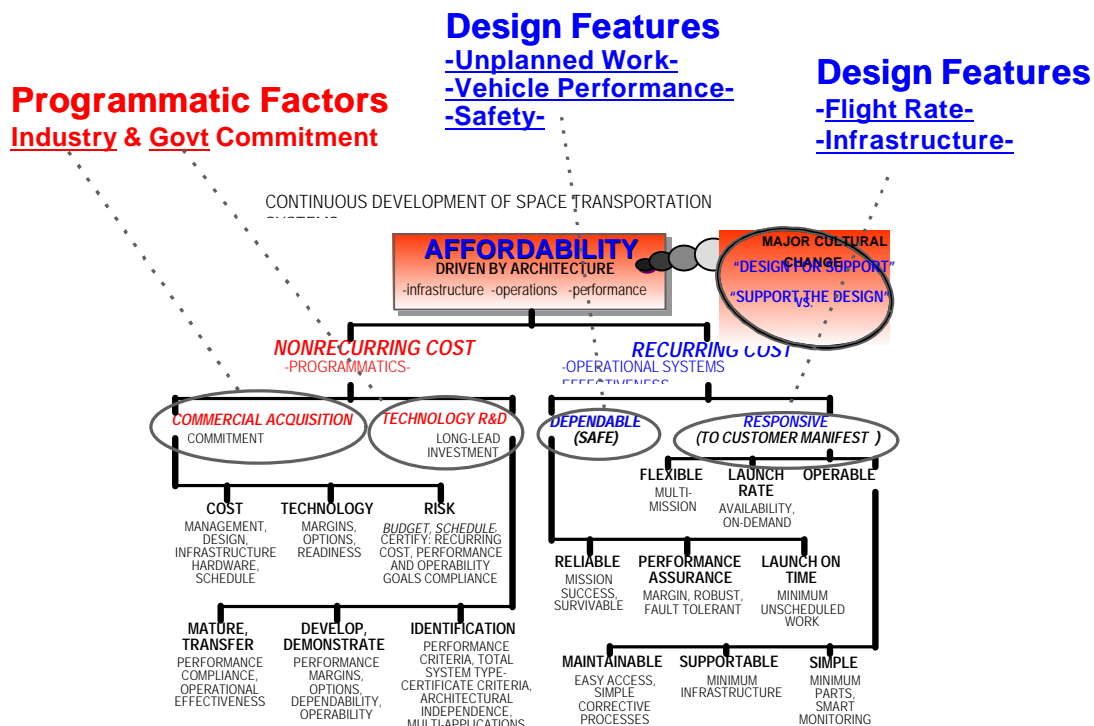 Design Features
-Unplanned Work-
-Vehicle Performance-
-Safety-
Design Features
-Flight Rate-
-Infrastructure-
Programmatic Factors
Industry & Govt Commitment
CONTINUOUS DEVELOPMENT OF SPACE TRANSPORTATION
AFFORDABILITY
DRIVEN BY ARCHITECTURE
-infrastructure -operations -performance
MAJOR CULTURAL
CHANGE
“DESIGN FOR SUPPORT”
VS.
“SUPPORT THE DESIGN”
NONRECURRING COST
-PROGRAMMATICS-
RECURRING COST
-OPERATIONAL SYSTEMS
EFFECTIVENESS
COMMERCIAL ACQUISITION
COMMITMENT
TECHNOLOGY R&D
LONG-LEAD
INVESTMENT
DEPENDABLE
(SAFE)
RESPONSIVE
(TO CUSTOMER MANIFEST )
FLEXIBLE
MULTI-
MISSION
LAUNCH
RATE
AVAILABILITY,
ON-DEMAND
OPERABLE
COST
MANAGEMENT,
DESIGN,
INFRASTRUCTURE
HARDWARE,
SCHEDULE
TECHNOLOGY
MARGINS,
OPTIONS,
READINESS
RISK
BUDGET, SCHEDULE,
CERTIFY: RECURRING
COST, PERFORMANCE
AND OPERABILITY
GOALS COMPLIANCE
RELIABLE
MISSION
SUCCESS,
SURVIVABLE
PERFORMANCE
ASSURANCE
MARGIN, ROBUST,
FAULT TOLERANT
LAUNCH ON
TIME
MINIMUM
UNSCHEDULED
WORK
MATURE,
TRANSFER
PERFORMANCE
COMPLIANCE,
OPERATIONAL
EFFECTIVENESS
DEVELOP,
DEMONSTRATE
PERFORMANCE
MARGINS,
OPTIONS,
DEPENDABILITY,
OPERABILITY
IDENTIFICATION
PERFORMANCE
CRITERIA, TOTAL
SYSTEM TYPE-
CERTIFICATE CRITERIA,
ARCHITECTURAL
INDEPENDENCE,
MULTI-APPLICATIONS
MAINTAINABLE
EASY ACCESS,
SIMPLE
CORRECTIVE
PROCESSES
SUPPORTABLE
MINIMUM
INFRASTRUCTURE
SIMPLE
MINIMUM
PARTS,
SMART
MONITORING